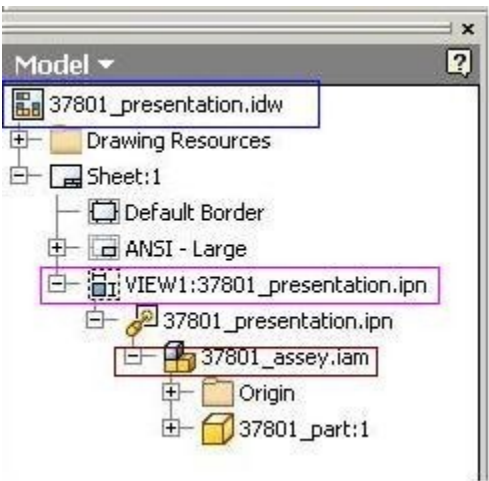 Model
37801_presentation.idw
Drawing Resources
Sheet:1
Default Border
ANSI - Large
VIEW1:37801_presentation.ipn
37801_presentation.ipn
37801_assey.iam
Origin
37801_part:1